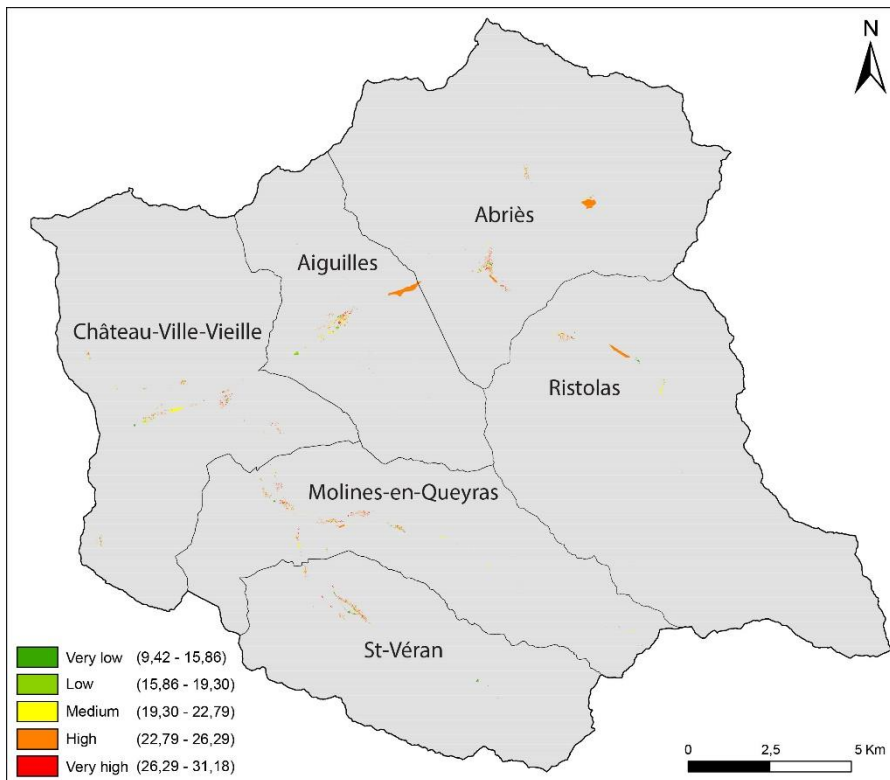 N
Abriès
Aiguilles
Château-Ville-Vieille
Ristolas
Molines-en-Queyras
St-Véran
Very low (9,42 - 15,86)
Low (15,86 - 19,30)
Medium (19,30 - 22,79)
High (22,79 - 26,29)
Very high (26,29 - 31,18)
0 2,5 5 Km